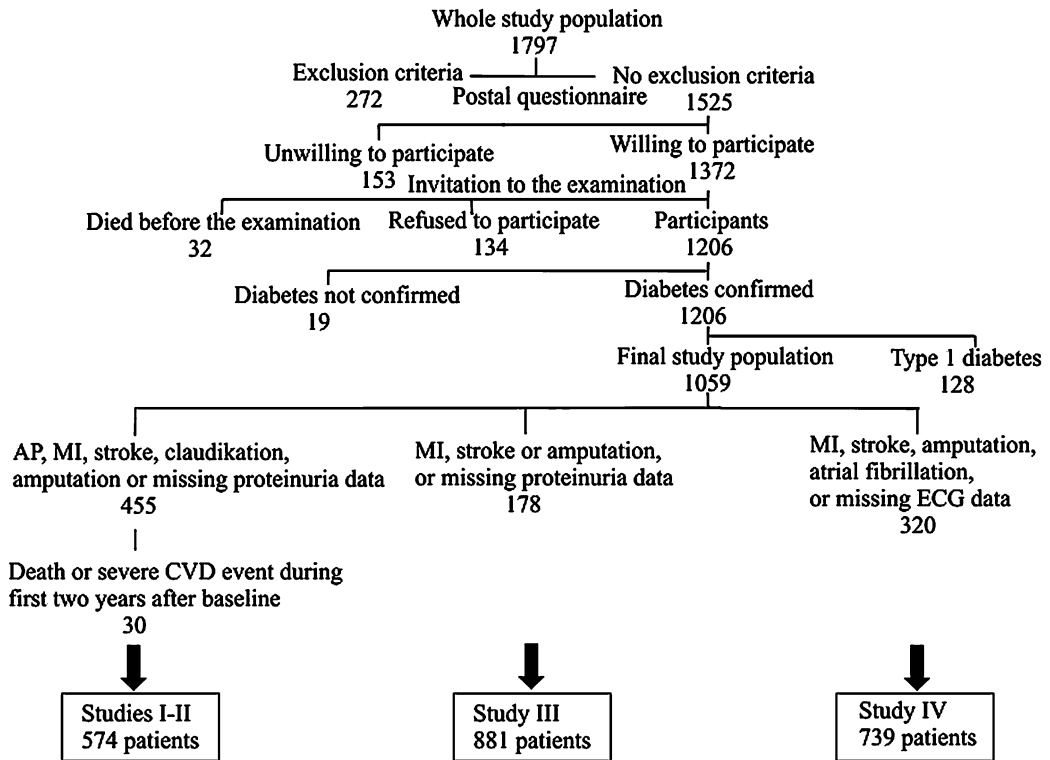 Whole study population
1797
Exclusion criteria
272
No exclusion criteria
1525
Postal questionnaire
Unwilling to participate
153
Willing to participate
1372
Invitation to the examination
Died before the examination
32
Refused to participate
134
Participants
1206
Diabetes not confirmed
19
Diabetes confirmed
1206
Final study population
1059
Type 1 diabetes
128
AP, MI, stroke, claudikation,
amputation or missing proteinuria data
455
MI, stroke or amputation,
or missing proteinuria data
178
MI, stroke, amputation,
atrial fibrillation,
or missing ECG data
320
Death or severe CVD event during
first two years after baseline
30
Studies I-II
574 patients
Study III
881 patients
Study IV
739 patients